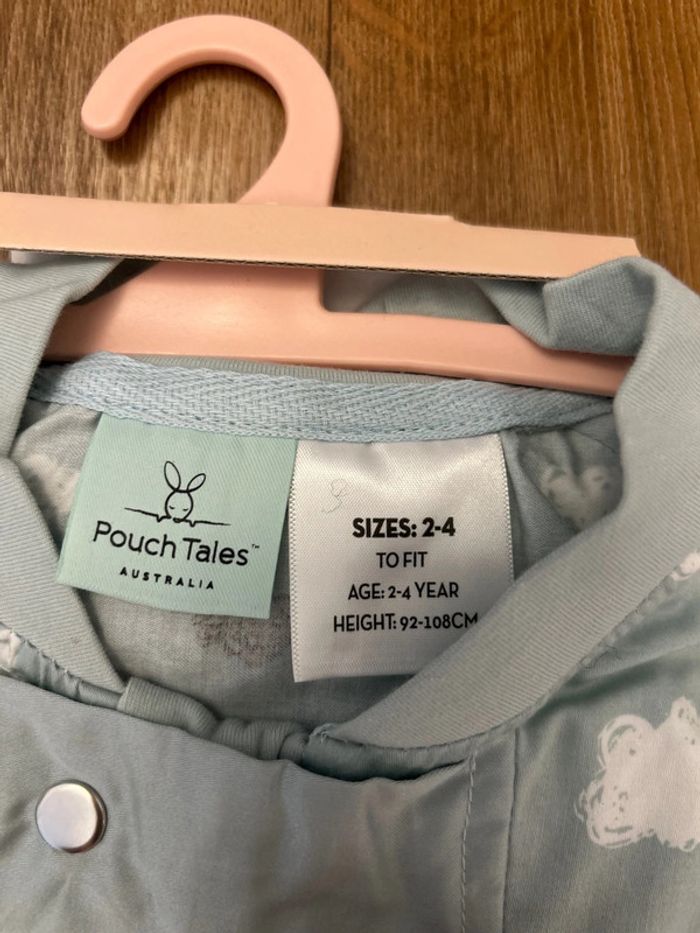 Pouch Tales™
AUSTRALIA
SIZES: 2-4
TO FIT
AGE: 2-4 YEAR
HEIGHT: 92-108CM